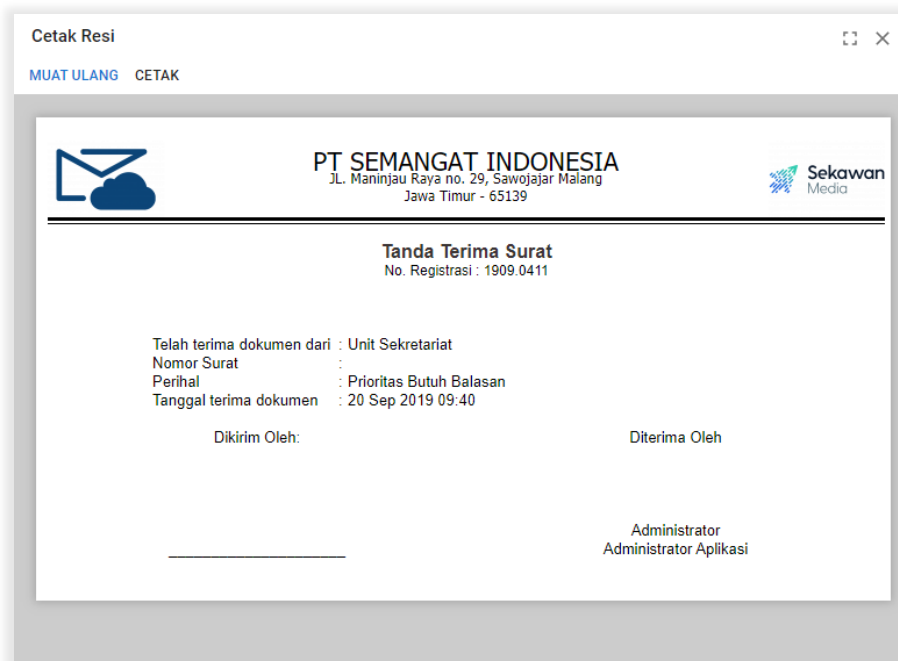 Cetak Resi
MUAT ULANG CETAK
PT SEMANGAT INDONESIA
JL. Maninjau Raya no. 29, Sawojajar Malang
Jawa Timur - 65139
Sekawan
Media
Tanda Terima Surat
No. Registrasi : 1909.0411
Telah terima dokumen dari : Unit Sekretariat
Nomor Surat :
Perihal : Prioritas Butuh Balasan
Tanggal terima dokumen : 20 Sep 2019 09:40
Dikirim Oleh: Diterima Oleh
Administrator
Administrator Aplikasi